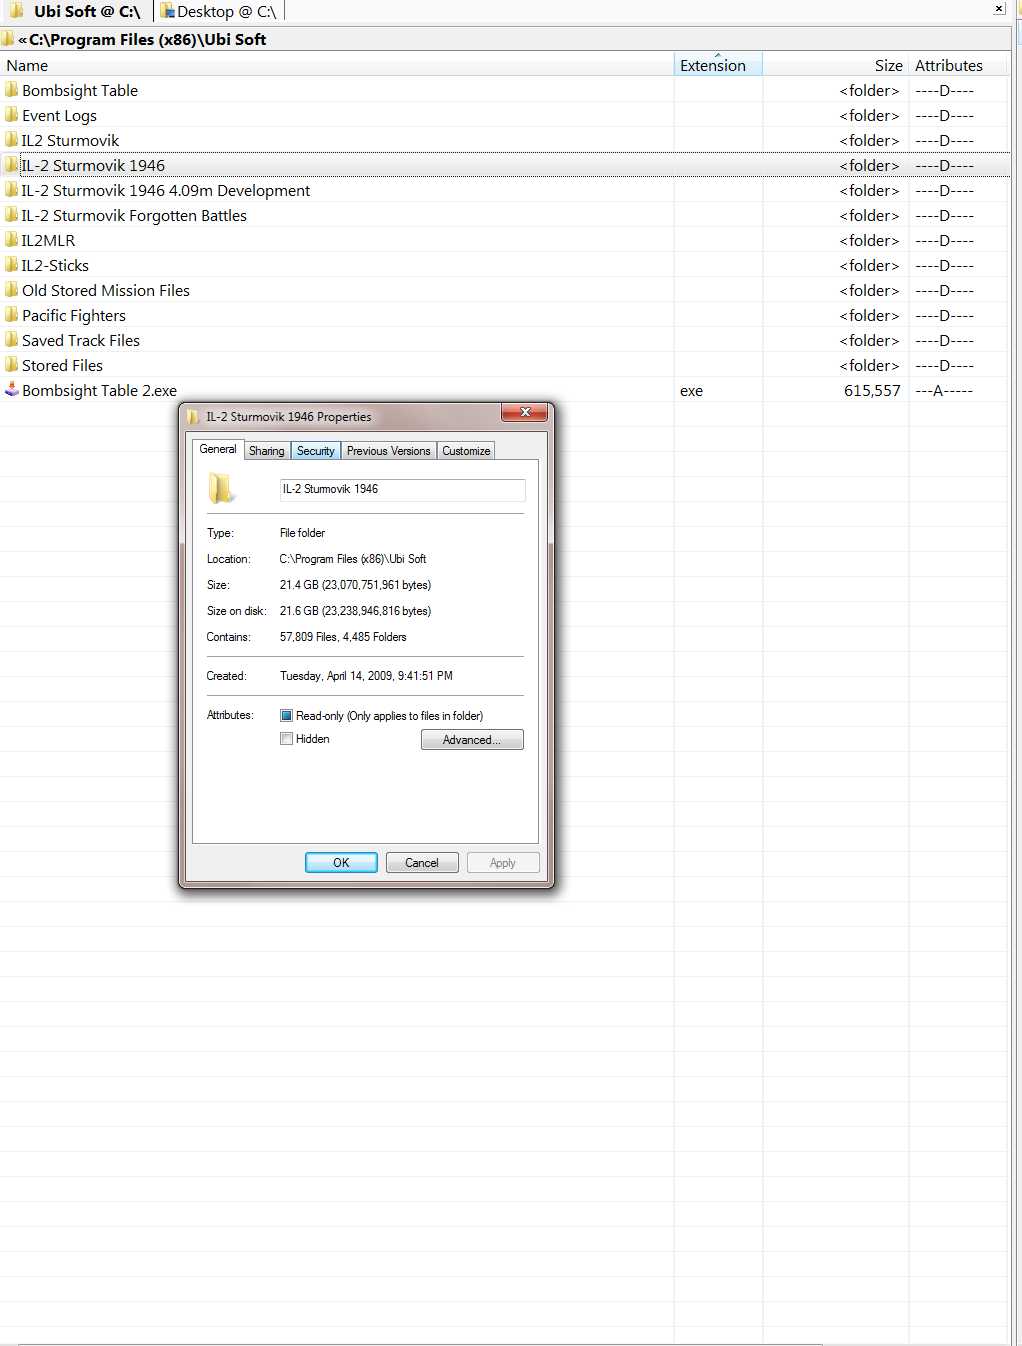 Ubi Soft @ C:\ Desktop @ C:\
«C:\Program Files (x86)\Ubi Soft
Name Extension Size Attributes
Bombsight Table <folder> ----D----
Event Logs <folder> ----D----
IL2 Sturmovik <folder> ----D----
IL-2 Sturmovik 1946 <folder> ----D----
IL-2 Sturmovik 1946 4.09m Development <folder> ----D----
IL-2 Sturmovik Forgotten Battles <folder> ----D----
IL2MLR <folder> ----D----
IL2-Sticks <folder> ----D----
Old Stored Mission Files <folder> ----D----
Pacific Fighters <folder> ----D----
Saved Track Files <folder> ----D----
Stored Files <folder> ----D----
Bombsight Table 2.exe exe 615,557 ---A-----
IL-2 Sturmovik 1946 Properties
General Sharing Security Previous Versions Customize
IL-2 Sturmovik 1946
Type: File folder
Location: C:\Program Files (x86)\Ubi Soft
Size: 21.4 GB (23,070,751,961 bytes)
Size on disk: 21.6 GB (23,238,946,816 bytes)
Contains: 57,809 Files, 4,485 Folders
Created: Tuesday, April 14, 2009, 9:41:51 PM
Attributes: Read-only (Only applies to files in folder)
Hidden Advanced...
OK Cancel Apply